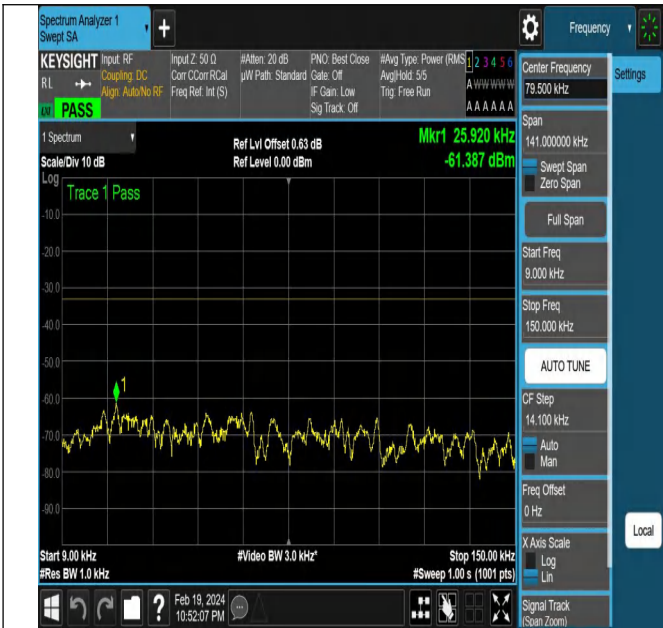 Spectrum Analyzer 1
Swept SA
+
Frequency
KEYSIGHT
Input: RF
Input Z: 50 Ω
#Atten: 20 dB
PNO: Best Close
#Avg Type: Power (RMS
1 2 3 4 5 6
RL
Coupling: DC
Corr CCorr RCal
µW Path: Standard
Gate: Off
Avg|Hold: 5/5
A W W W W W
Align: Auto/No RF
Freq Ref: Int (S)
IF Gain: Low
Trig: Free Run
Sig Track: Off
A A A A A A
PASS
1 Spectrum
Ref Lvl Offset 0.63 dB
Mkr1 25.920 kHz
Scale/Div 10 dB
Ref Level 0.00 dBm
-61.387 dBm
Log
Trace 1 Pass
-10.0
-20.0
-30.0
-40.0
-50.0
1
-60.0
-70.0
-80.0
-90.0
Start 9.00 kHz
#Video BW 3.0 kHz*
Stop 150.00 kHz
#Res BW 1.0 kHz
#Sweep 1.00 s (1001 pts)
?
Feb 19, 2024
10:52:07 PM
Center Frequency
79.500 kHz
Settings
Span
141.000000 kHz
Swept Span
Zero Span
Full Span
Start Freq
9.000 kHz
Stop Freq
150.000 kHz
AUTO TUNE
CF Step
14.100 kHz
Auto
Man
Freq Offset
0 Hz
Local
X Axis Scale
Log
Lin
Signal Track
(Span Zoom)